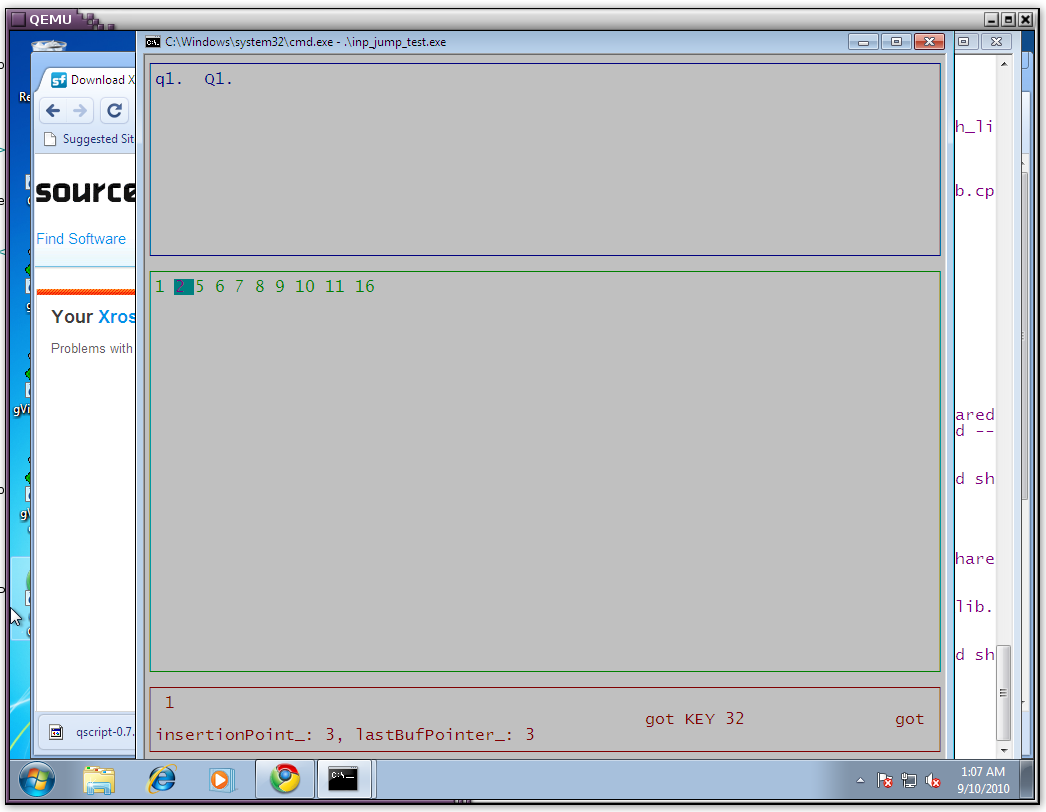 QEMU
C:\Windows\system32\cmd.exe - .\inp_jump_test.exe
Download X
Suggested Sit
source
Find Software
Your Xros
Problems with
qscript-0.7.
q1. Q1.
1 2 5 6 7 8 9 10 11 16
1
got KEY 32 got
insertionPoint_: 3, lastBufPointer_: 3
h_li
b.cp
ared
d --
d sh
hare
lib.
d sh
1:07 AM
9/10/2010